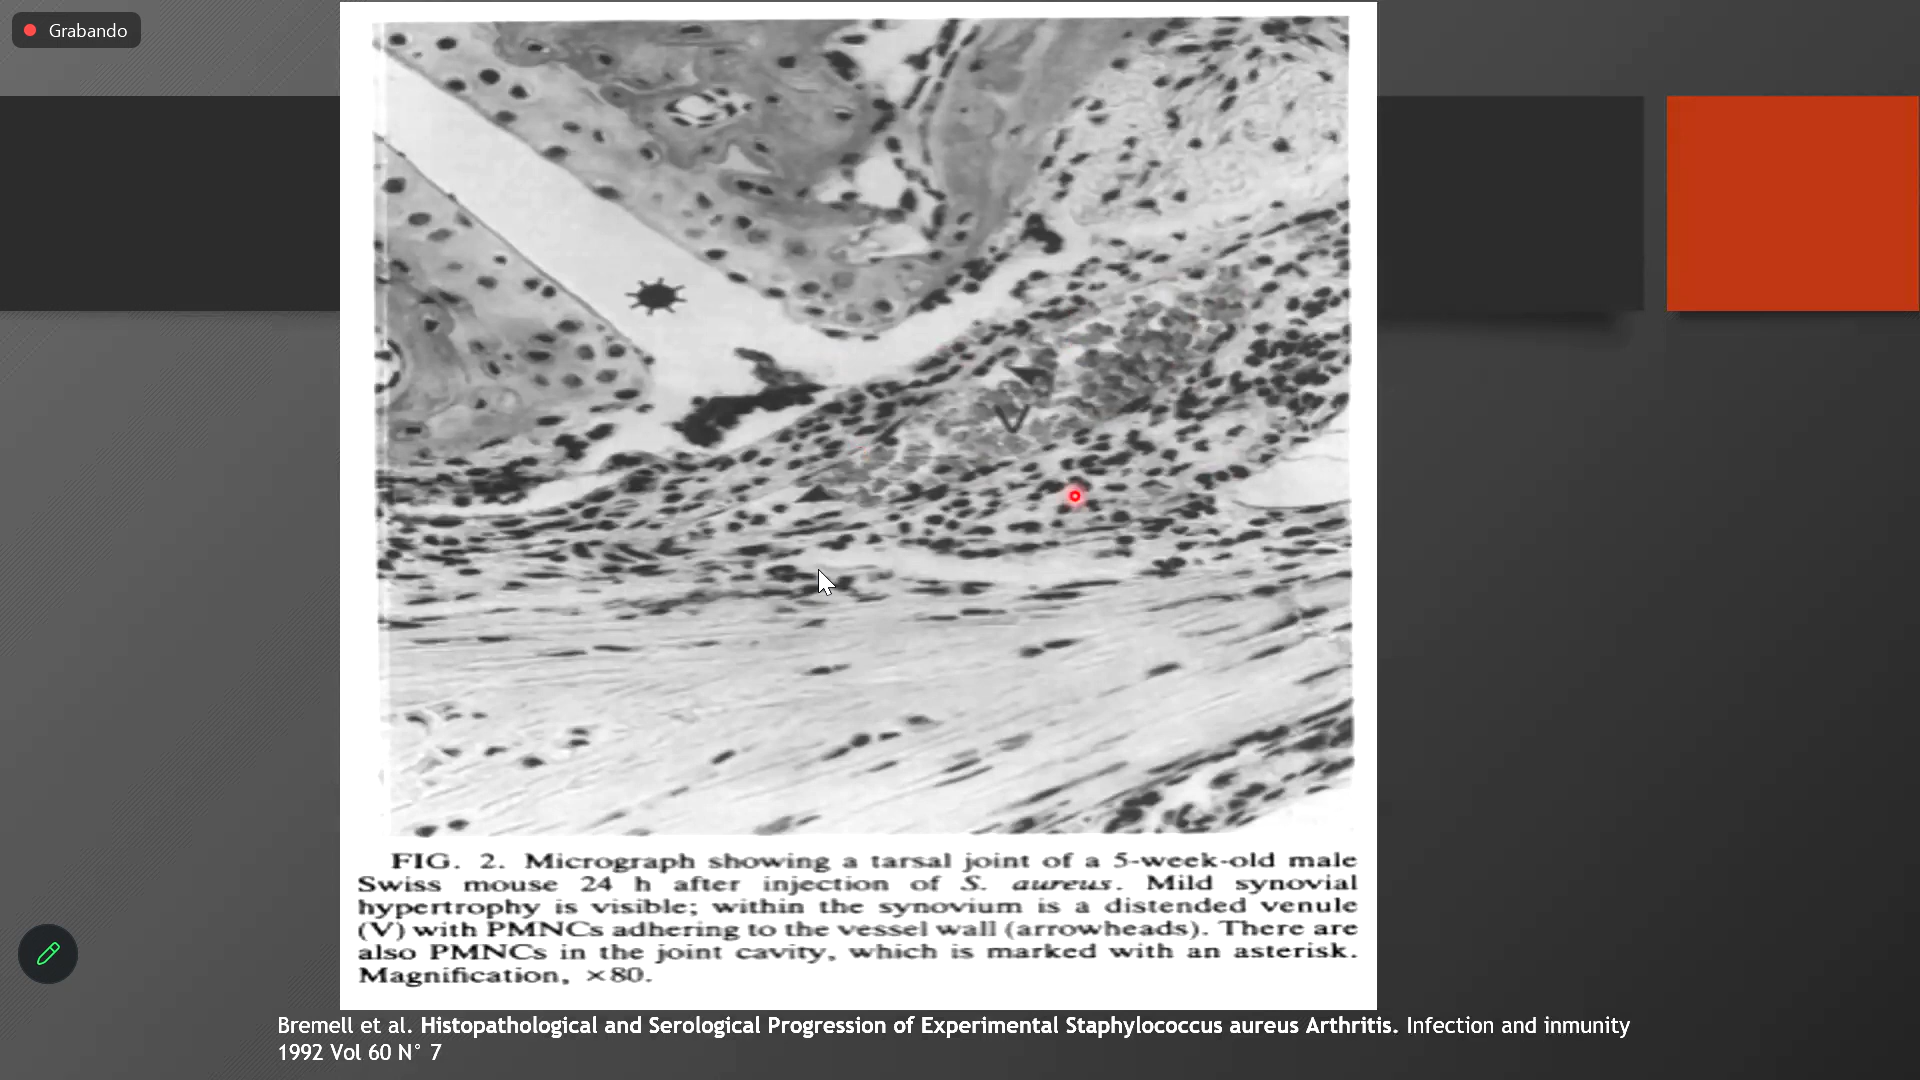 Grabando
V
FIG. 2. Micrograph showing a tarsal joint of a 5-week-old male
Swiss mouse 24 h after injection of S. aureus. Mild synovial
hypertrophy is visible; within the synovium is a distended venule
(V) with PMNCs adhering to the vessel wall (arrowheads). There are
also PMNCs in the joint cavity, which is marked with an asterisk.
Magnification, ×80.
Bremell et al. Histopathological and Serological Progression of Experimental Staphylococcus aureus Arthritis. Infection and inmunity
1992 Vol 60 N° 7